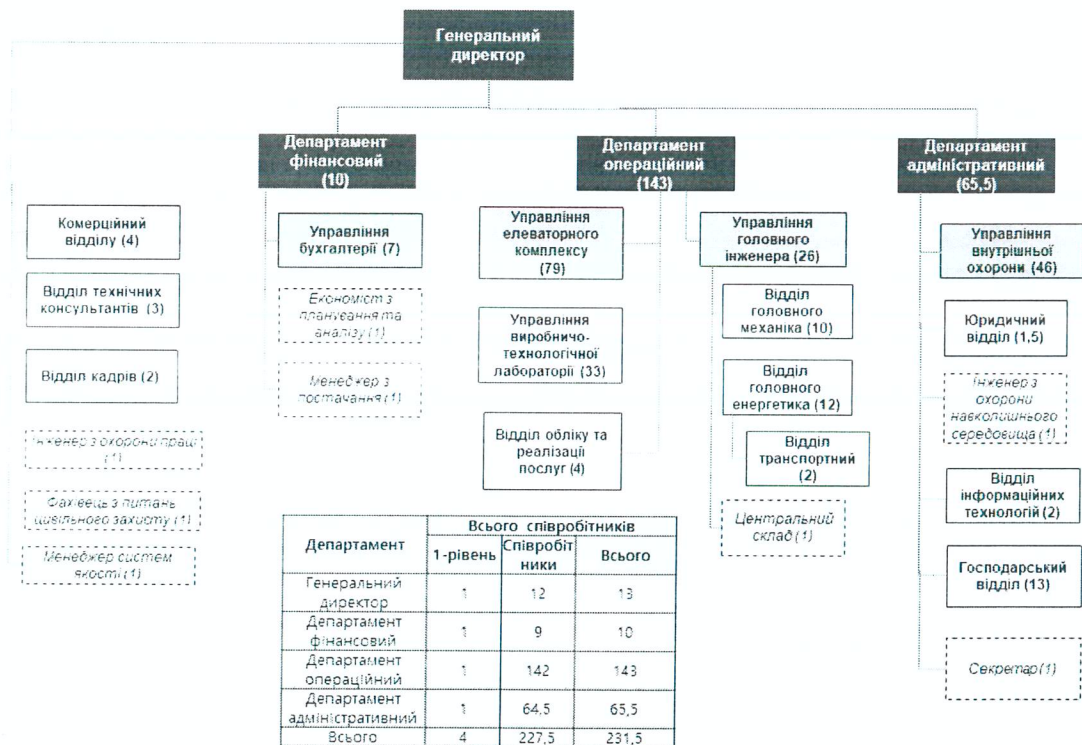 Генеральний
директор
Департамент
фінансовий
(10)
Департамент
операційний
(143)
Департамент
адміністративний
(65,5)
Комерційний
відділу (4)
Відділ технічних
консультантів (3)
Відділ кадрів (2)
Інженер з охорони праці
(1)
Фахівець з питань
цивільного захисту (1)
Менеджер систем
якості (1)
Управління
бухгалтерії (7)
Економіст з
планування та
аналізу (1)
Менеджер з
постачання (1)
Управління
елеваторного
комплексу
(79)
Управління
виробничо-
технологічної
лабораторії (33)
Відділ обліку та
реалізації
послуг (4)
Управління
головного
інженера (26)
Відділ
головного
механіка (10)
Відділ
головного
енергетика (12)
Відділ
транспортний
(2)
Центральний
склад (1)
Управління
внутрішньої
охорони (46)
Юридичний
відділ (1,5)
Інженер з
охорони
навколишнього
середовища (1)
Відділ
інформаційних
технологій (2)
Господарський
відділ (13)
Секретар (1)
Департамент
Всього співробітників
1-рівень
Співробіт
ники
Всього
Генеральний
директор
1 12 13
Департамент
фінансовий
1 9 10
Департамент
операційний
1 142 143
Департамент
адміністративний
1 64,5 65,5
Всього 4 227,5 231,5